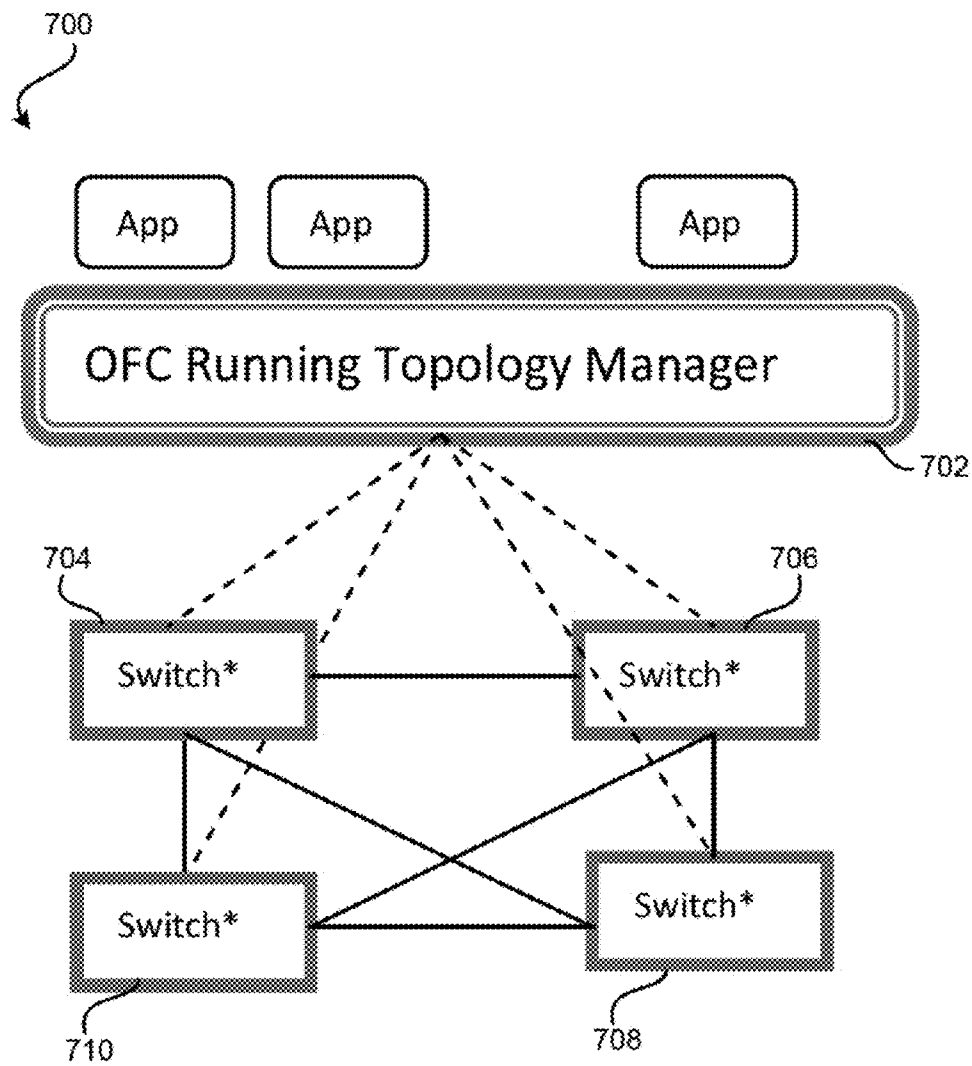 700
App
App
App
OFC Running Topology Manager
702
704
706
Switch*
Switch*
Switch*
Switch*
710
708